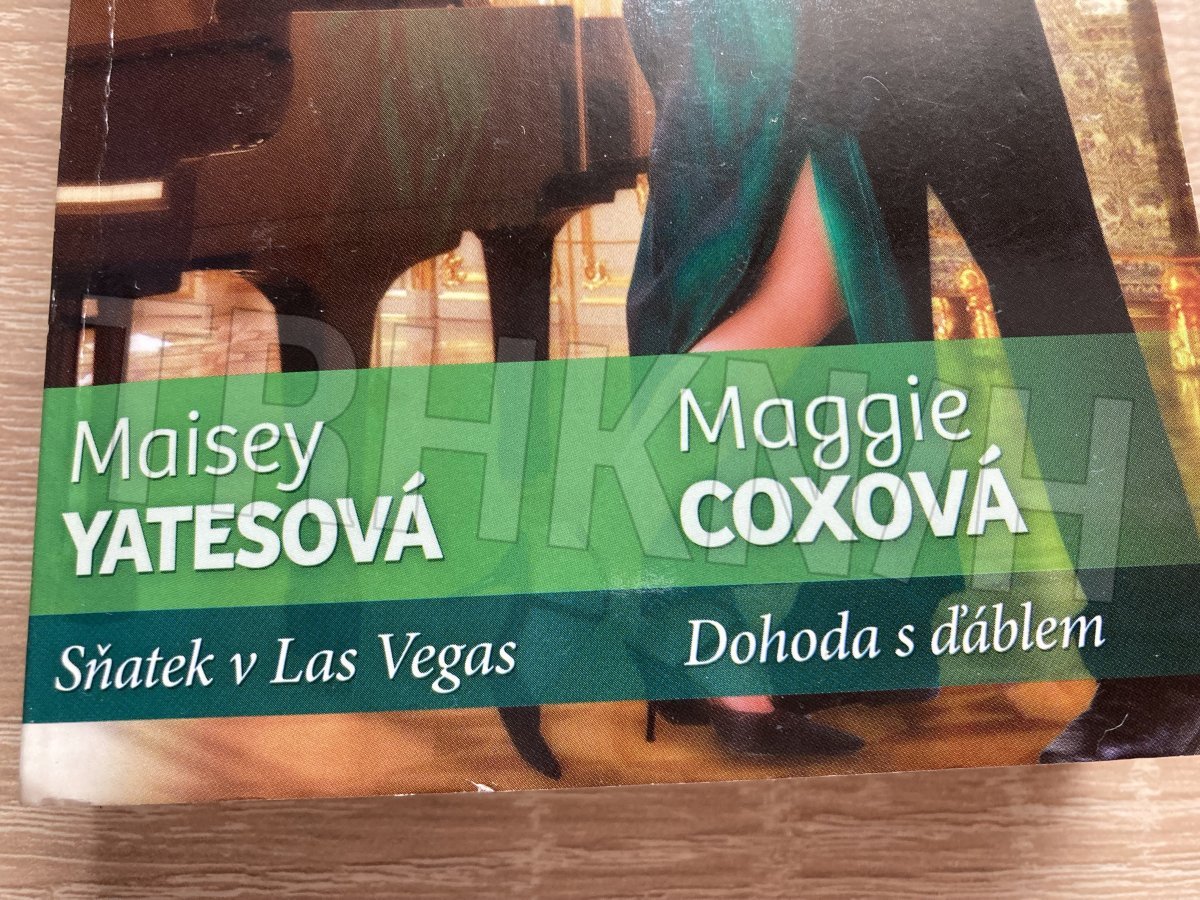 Maisey
YATESOVÁ
Sňatek v Las Vegas
Maggie
COXOVÁ
Dohoda s ďáblem
TRHKNIH